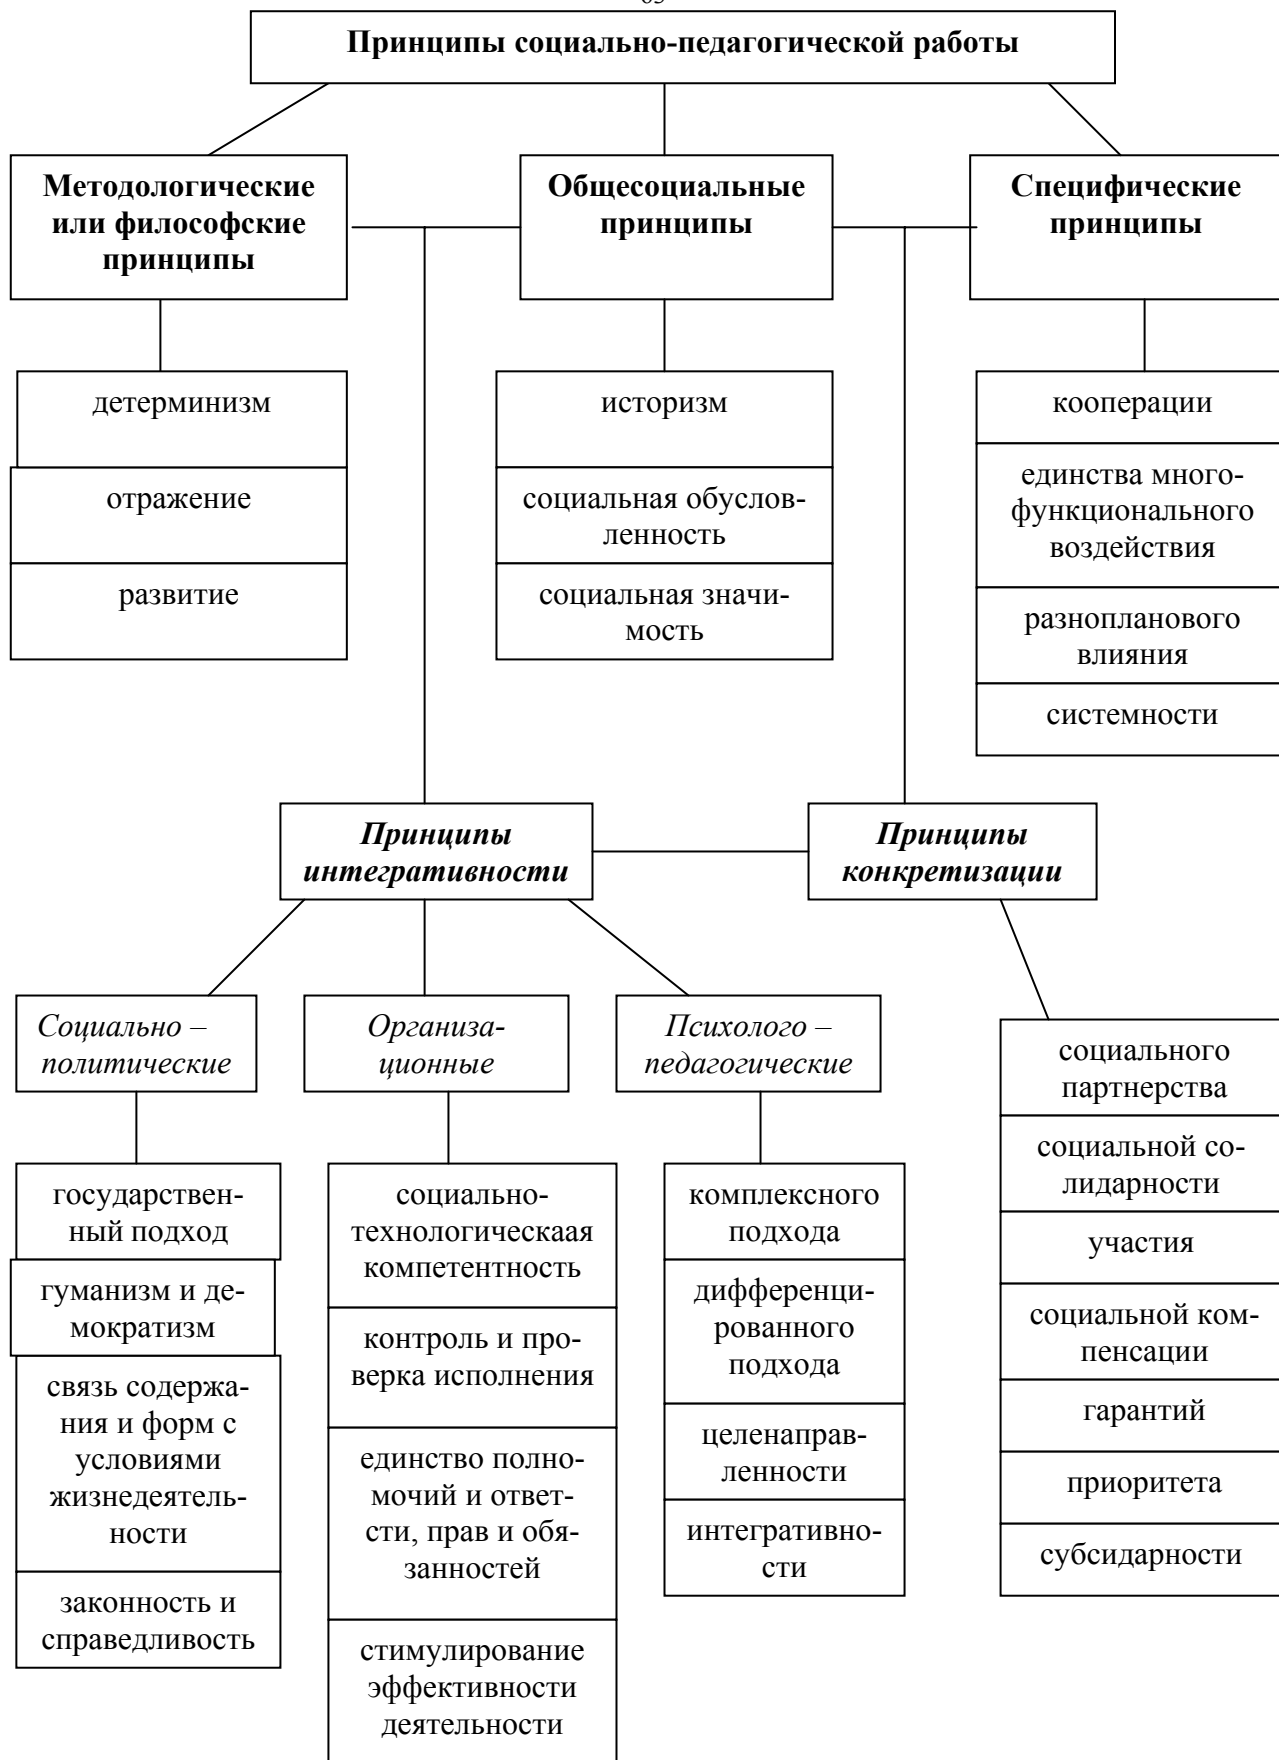 Принципы социально-педагогической работы
Методологические
или философские
принципы
Общесоциальные
принципы
Специфические
принципы
детерминизм
отражение
развитие
историм
социальная обуслов-
ленность
социальная значи-
мость
кооперации
единства много-
функционального
воздействия
разнопланового
влияния
системности
Принципы
интегративности
Принципы
конкретизации
Социально –
политические
Организа-
ционные
Психолого –
педагогические
государствен-
ный подход
гуманизм и де-
мократизм
связь содержа-
ния и форм с
условиями
жизнедеятель-
ности
законность и
справедливость
социально-
технологическаая
компетентность
контроль и про-
верка исполнения
единство полно-
мочий и ответ-
сти, прав и обя-
занностей
стимулирование
эффективности
деятельности
комплексного
подхода
дифференци-
рованного
подхода
целенаправ-
ленности
интегративно-
сти
социального
партнерства
социальной со-
лидарности
участия
социальной ком-
пенсации
гарантий
приоритета
субсидарности